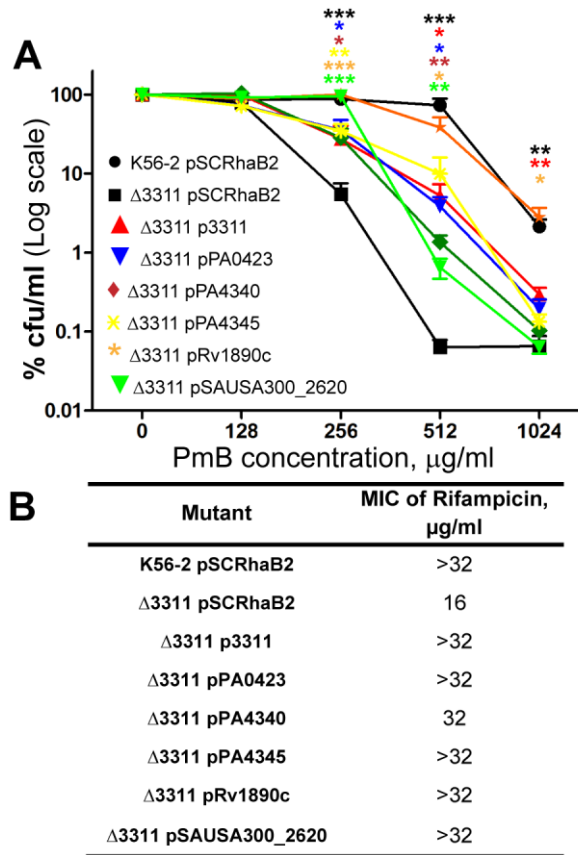 A
***
*
*
**
***
***
***
*
*
**
*
**
**
**
*
% cfu/ml (Log scale)
100
10
1
0.1
0.01
K56-2 pSCRhaB2
Δ3311 pSCRhaB2
Δ3311 p3311
Δ3311 pPA0423
Δ3311 pPA4340
Δ3311 pPA4345
Δ3311 pRv1890c
Δ3311 pSAUSA300_2620
0 128 256 512 1024
PmB concentration, μg/ml
B
Mutant MIC of Rifampicin,
μg/ml
K56-2 pSCRhaB2 >32
Δ3311 pSCRhaB2 16
Δ3311 p3311 >32
Δ3311 pPA0423 >32
Δ3311 pPA4340 32
Δ3311 pPA4345 >32
Δ3311 pRv1890c >32
Δ3311 pSAUSA300_2620 >32